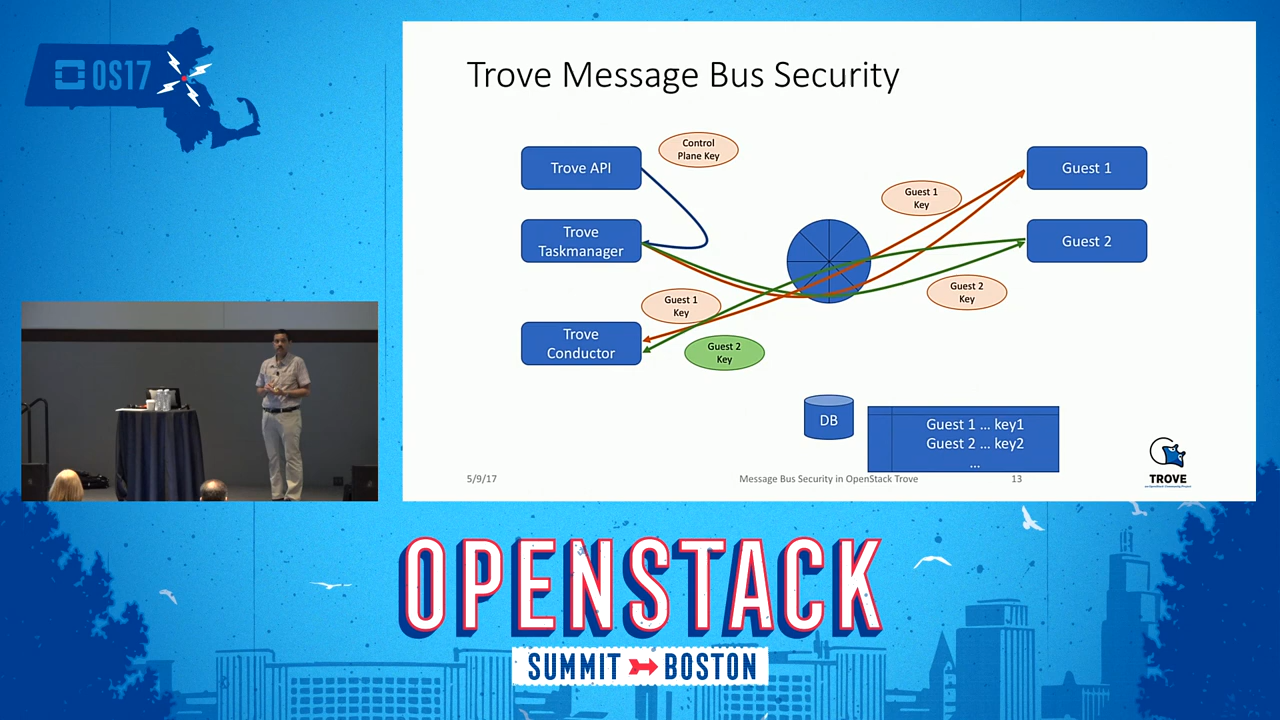 OS17
Trove Message Bus Security
Control
Plane Key
Trove API
Guest 1
Guest 1
Key
Trove
Taskmanager
Guest 2
Guest 2
Key
Guest 1
Key
Trove
Conductor
Guest 2
Key
DB
Guest 1 ... key1
Guest 2 ... key2
...
5/9/17
Message Bus Security in OpenStack Trove
13
TROVE
OPENSTACK
SUMMIT BOSTON